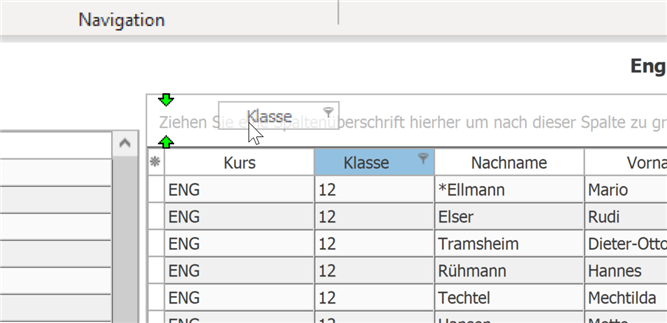 Navigation
Eng
Klasse
Ziehen Sie eine Spaltenüberschrift hierher um nach dieser Spalte zu gr
Kurs Klasse Nachname Vorna
ENG 12 *Ellmann Mario
ENG 12 Elser Rudi
ENG 12 Tramsheim Dieter-Otto
ENG 12 Rühmann Hannes
ENG 12 Techtel Mechtilda
ENG 12 Hansen Matte